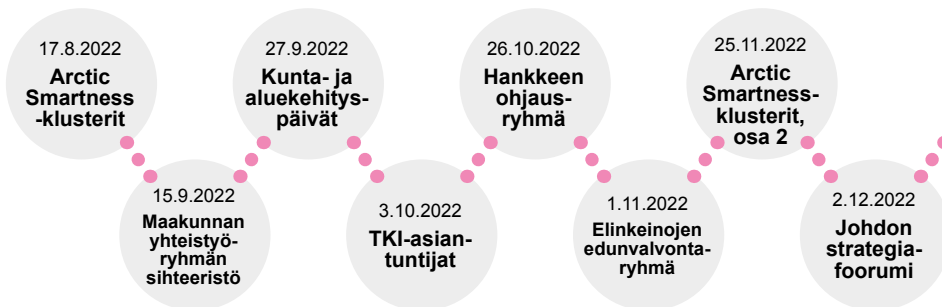 17.8.2022
Arctic
Smartness
-klusterit
15.9.2022
Maakunnan
yhteistyö-
ryhmän
sihteeristö
27.9.2022
Kunta- ja
aluekehitys-
päivät
3.10.2022
TKI-asian-
tuntijat
26.10.2022
Hankkeen
ohjaus-
ryhmä
1.11.2022
Elinkeinojen
edunvalvonta-
ryhmä
25.11.2022
Arctic
Smartness-
klusterit,
osa 2
2.12.2022
Johdon
strategia-
foorumi